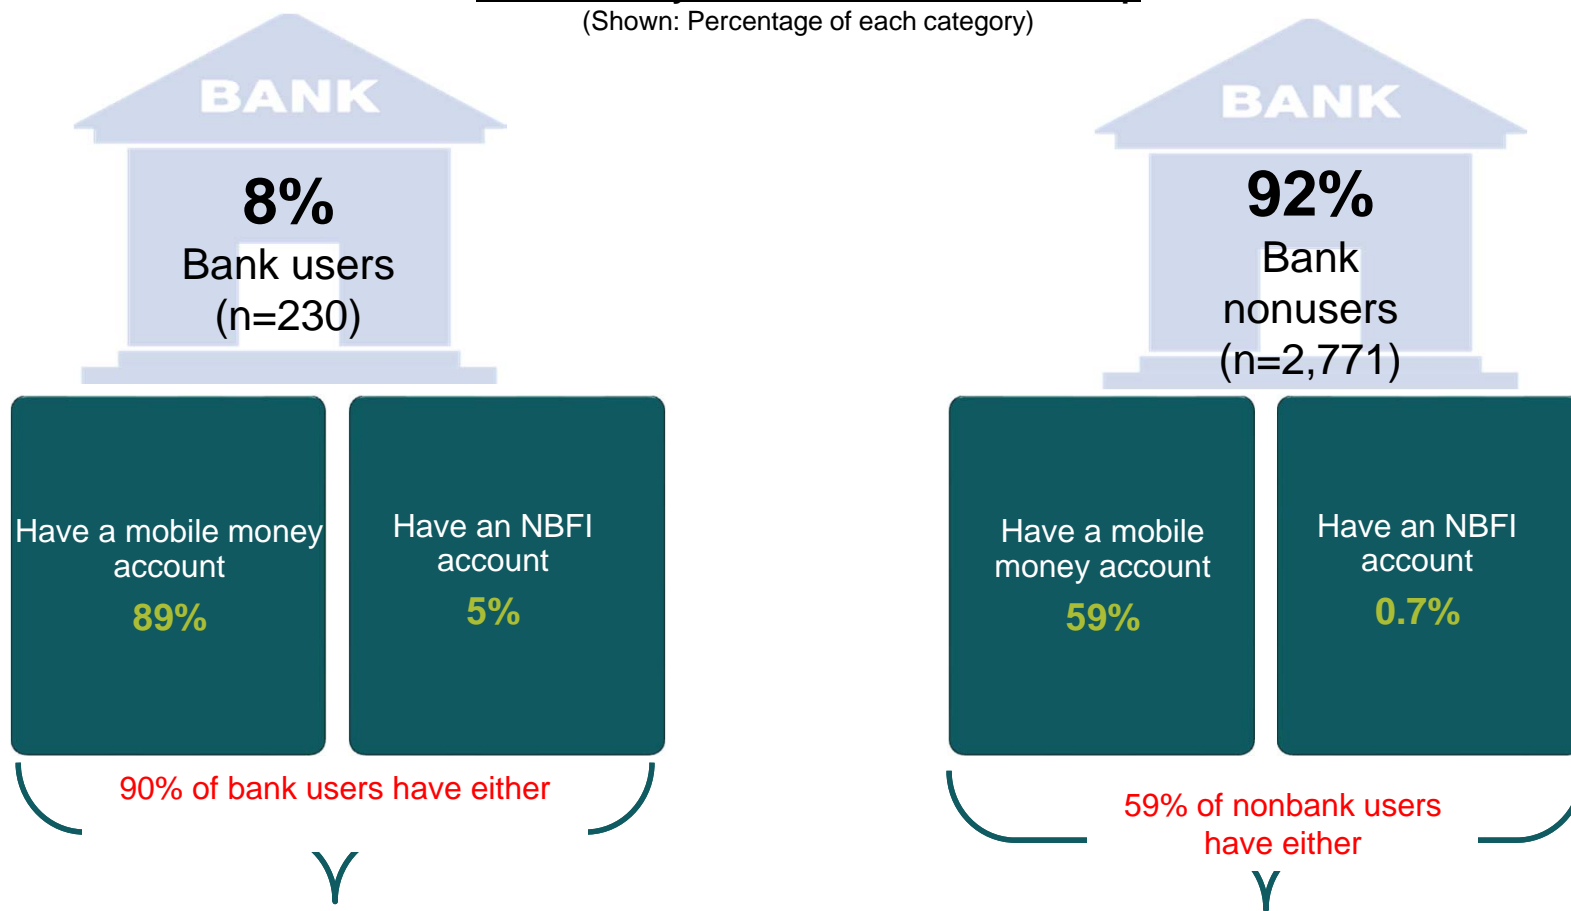 (Shown: Percentage of each category)
BANK
8%
Bank users
(n=230)
Have a mobile money
account
89%
Have an NBFI
account
5%
90% of bank users have either
BANK
92%
Bank
nonusers
(n=2,771)
Have a mobile
money account
59%
Have an NBFI
account
0.7%
59% of nonbank users
have either